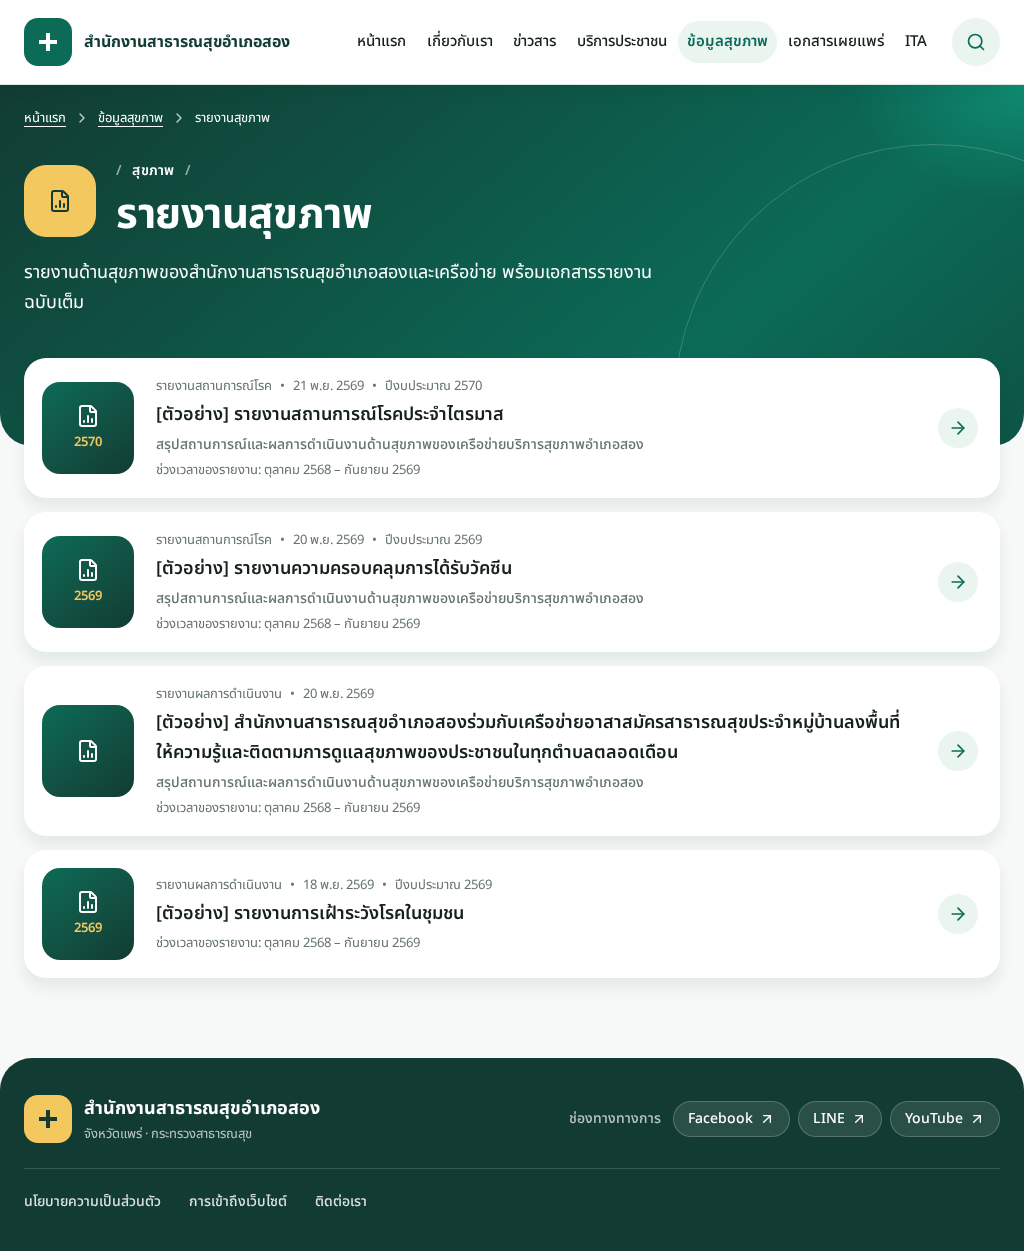 สำนักงานสาธารณสุขอำเภอสอง
หน้าแรก เกี่ยวกับเรา ข่าวสาร บริการประชาชน ข้อมูลสุขภาพ เอกสารเผยแพร่ ITA
หน้าแรก > ข้อมูลสุขภาพ > รายงานสุขภาพ
/ สุขภาพ /
รายงานสุขภาพ
รายงานด้านสุขภาพของสำนักงานสาธารณสุขอำเภอสองและเครือข่าย พร้อมเอกสารรายงาน
ฉบับเต็ม
2570
รายงานสถานการณ์โรค • 21 พ.ย. 2569 • ปีงบประมาณ 2570
[ตัวอย่าง] รายงานสถานการณ์โรคประจำไตรมาส
สรุปสถานการณ์และผลการดำเนินงานด้านสุขภาพของเครือข่ายบริการสุขภาพอำเภอสอง
ช่วงเวลาของรายงาน: ตุลาคม 2568 – กันยายน 2569
2569
รายงานสถานการณ์โรค • 20 พ.ย. 2569 • ปีงบประมาณ 2569
[ตัวอย่าง] รายงานความครอบคลุมการได้รับวัคซีน
สรุปสถานการณ์และผลการดำเนินงานด้านสุขภาพของเครือข่ายบริการสุขภาพอำเภอสอง
ช่วงเวลาของรายงาน: ตุลาคม 2568 – กันยายน 2569
รายงานผลการดำเนินงาน • 20 พ.ย. 2569
[ตัวอย่าง] สำนักงานสาธารณสุขอำเภอสองร่วมกับเครือข่ายอาสาสมัครสาธารณสุขประจำหมู่บ้านลงพื้นที่
ให้ความรู้และติดตามการดูแลสุขภาพของประชาชนในทุกตำบลตลอดเดือน
สรุปสถานการณ์และผลการดำเนินงานด้านสุขภาพของเครือข่ายบริการสุขภาพอำเภอสอง
ช่วงเวลาของรายงาน: ตุลาคม 2568 – กันยายน 2569
2569
รายงานผลการดำเนินงาน • 18 พ.ย. 2569 • ปีงบประมาณ 2569
[ตัวอย่าง] รายงานการเฝ้าระวังโรคในชุมชน
ช่วงเวลาของรายงาน: ตุลาคม 2568 – กันยายน 2569
สำนักงานสาธารณสุขอำเภอสอง
จังหวัดแพร่ · กระทรวงสาธารณสุข
ช่องทางทางการ Facebook LINE YouTube
นโยบายความเป็นส่วนตัว การเข้าถึงเว็บไซต์ ติดต่อเรา